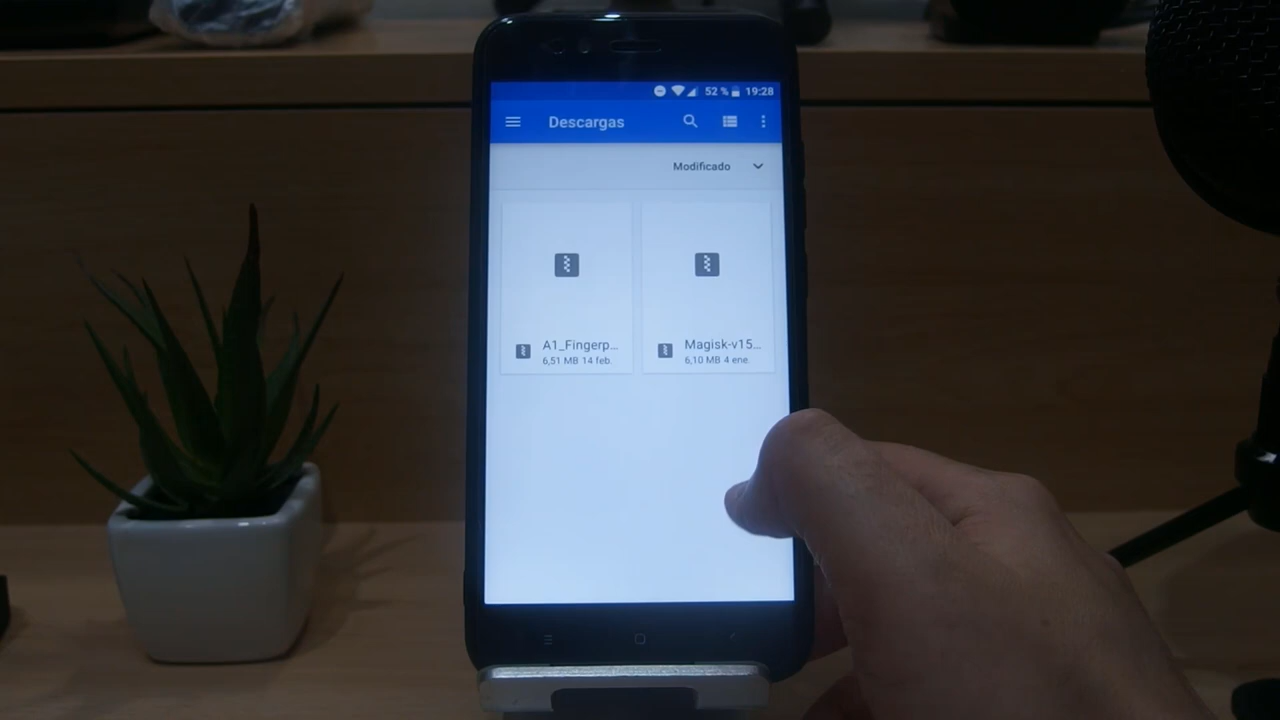 52 % 19:28
Descargas
Modificado
A1_Fingerp...
6,51 MB 14 feb.
Magisk-v15...
6,10 MB 4 ene.